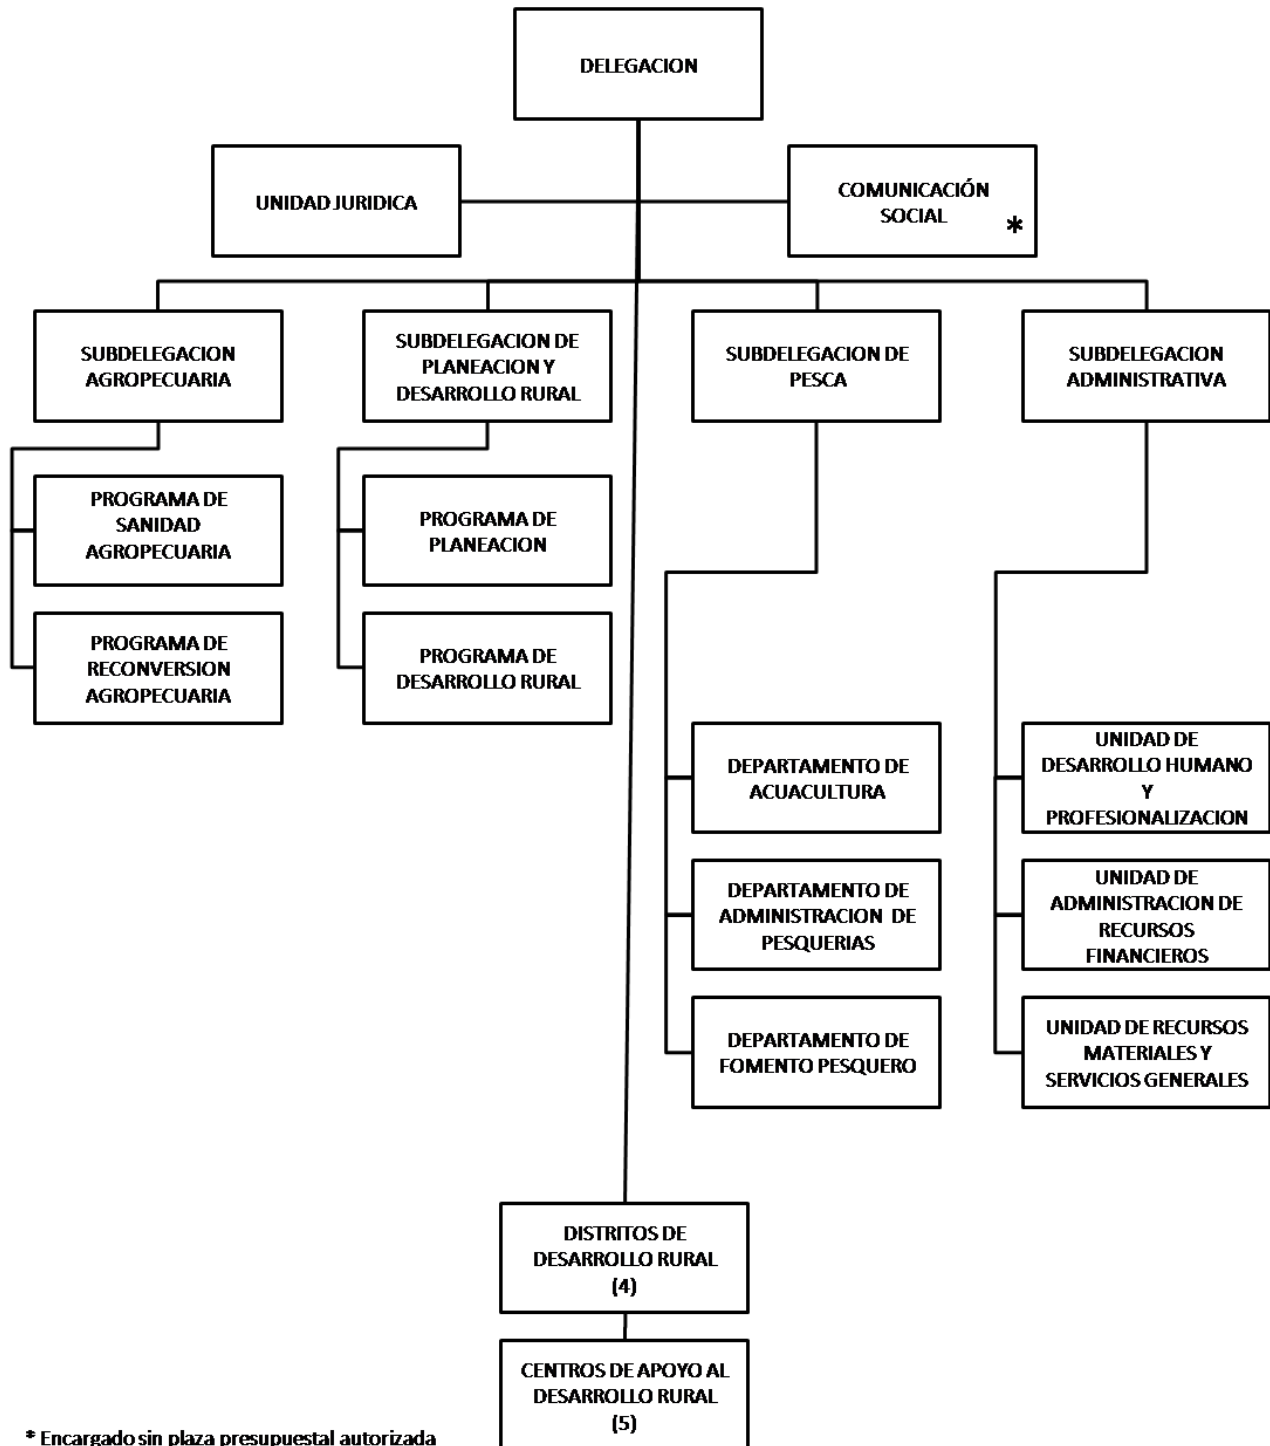 DELEGACION
UNIDAD JURIDICA
COMUNICACIÓN
SOCIAL
*
SUBDELEGACION
AGROPECUARIA
SUBDELEGACION DE
PLANEACION Y
DESARROLLO RURAL
SUBDELEGACION DE
PESCA
SUBDELEGACION
ADMINISTRATIVA
PROGRAMA DE
SANIDAD
AGROPECUARIA
PROGRAMA DE
PLANEACION
PROGRAMA DE
RECONVERSION
AGROPECUARIA
PROGRAMA DE
DESARROLLO RURAL
DEPARTAMENTO DE
ACUACULTURA
UNIDAD DE
DESARROLLO HUMANO
Y
PROFESIONALIZACION
DEPARTAMENTO DE
ADMINISTRACION DE
PESQUERIAS
UNIDAD DE
ADMINISTRACION DE
RECURSOS
FINANCIEROS
DEPARTAMENTO DE
FOMENTO PESQUERO
UNIDAD DE RECURSOS
MATERIALES Y
SERVICIOS GENERALES
DISTRITOS DE
DESARROLLO RURAL
(4)
CENTROS DE APOYO AL
DESARROLLO RURAL
(5)
* Encargado sin plaza presupuestal autorizada